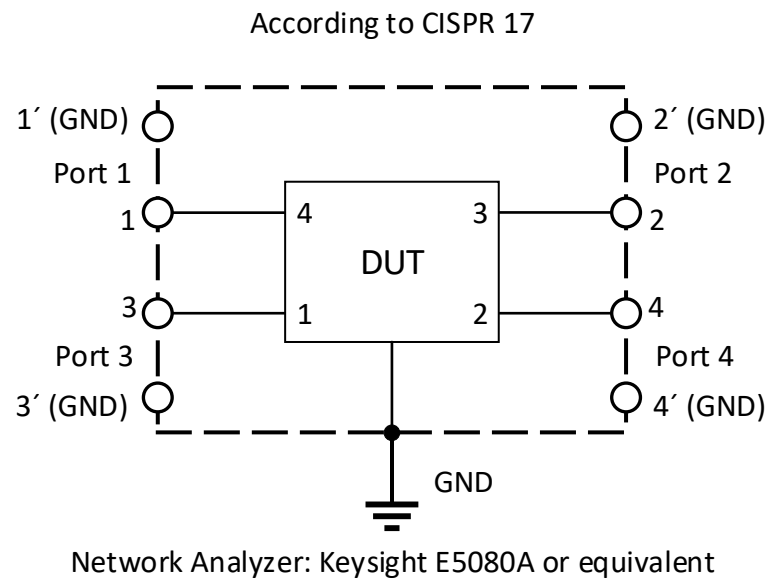 According to CISPR 17
1´ (GND) 2´ (GND)
Port 1 Port 2
1 4 3 2
DUT
3 1 2 4
Port 3 Port 4
3´ (GND) 4´ (GND)
GND
Network Analyzer: Keysight E5080A or equivalent